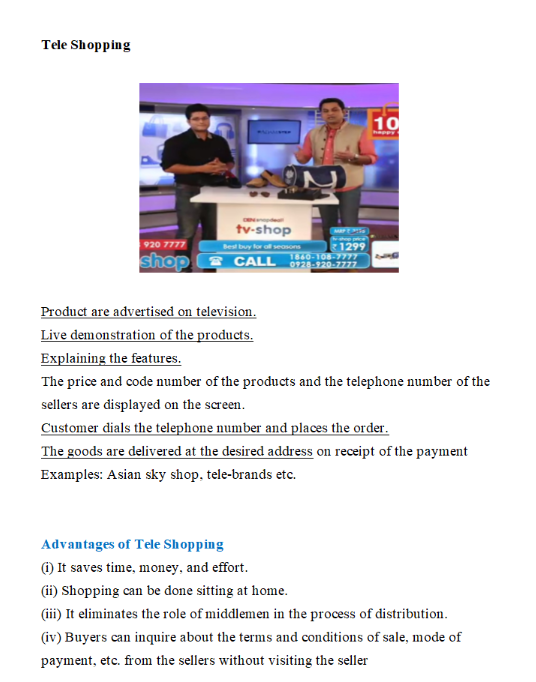 Tele Shopping
10
happy
DEN snapdeal
tv-shop
920 7777
shop
Best buy for all seasons
₹1299
CALL
1860-108-7777
0928-920-7777
Product are advertised on television.
Live demonstration of the products.
Explaining the features.
The price and code number of the products and the telephone number of the
sellers are displayed on the screen.
Customer dials the telephone number and places the order.
The goods are delivered at the desired address on receipt of the payment
Examples: Asian sky shop, tele-brands etc.
Advantages of Tele Shopping
(i) It saves time, money, and effort.
(ii) Shopping can be done sitting at home.
(iii) It eliminates the role of middlemen in the process of distribution.
(iv) Buyers can inquire about the terms and conditions of sale, mode of
payment, etc. from the sellers without visiting the seller